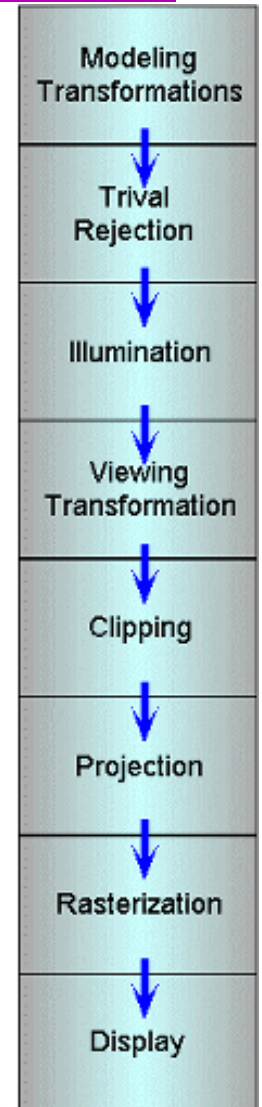 Modeling
Transformations
Trival
Rejection
Illumination
Viewing
Transformation
Clipping
Projection
Rasterization
Display